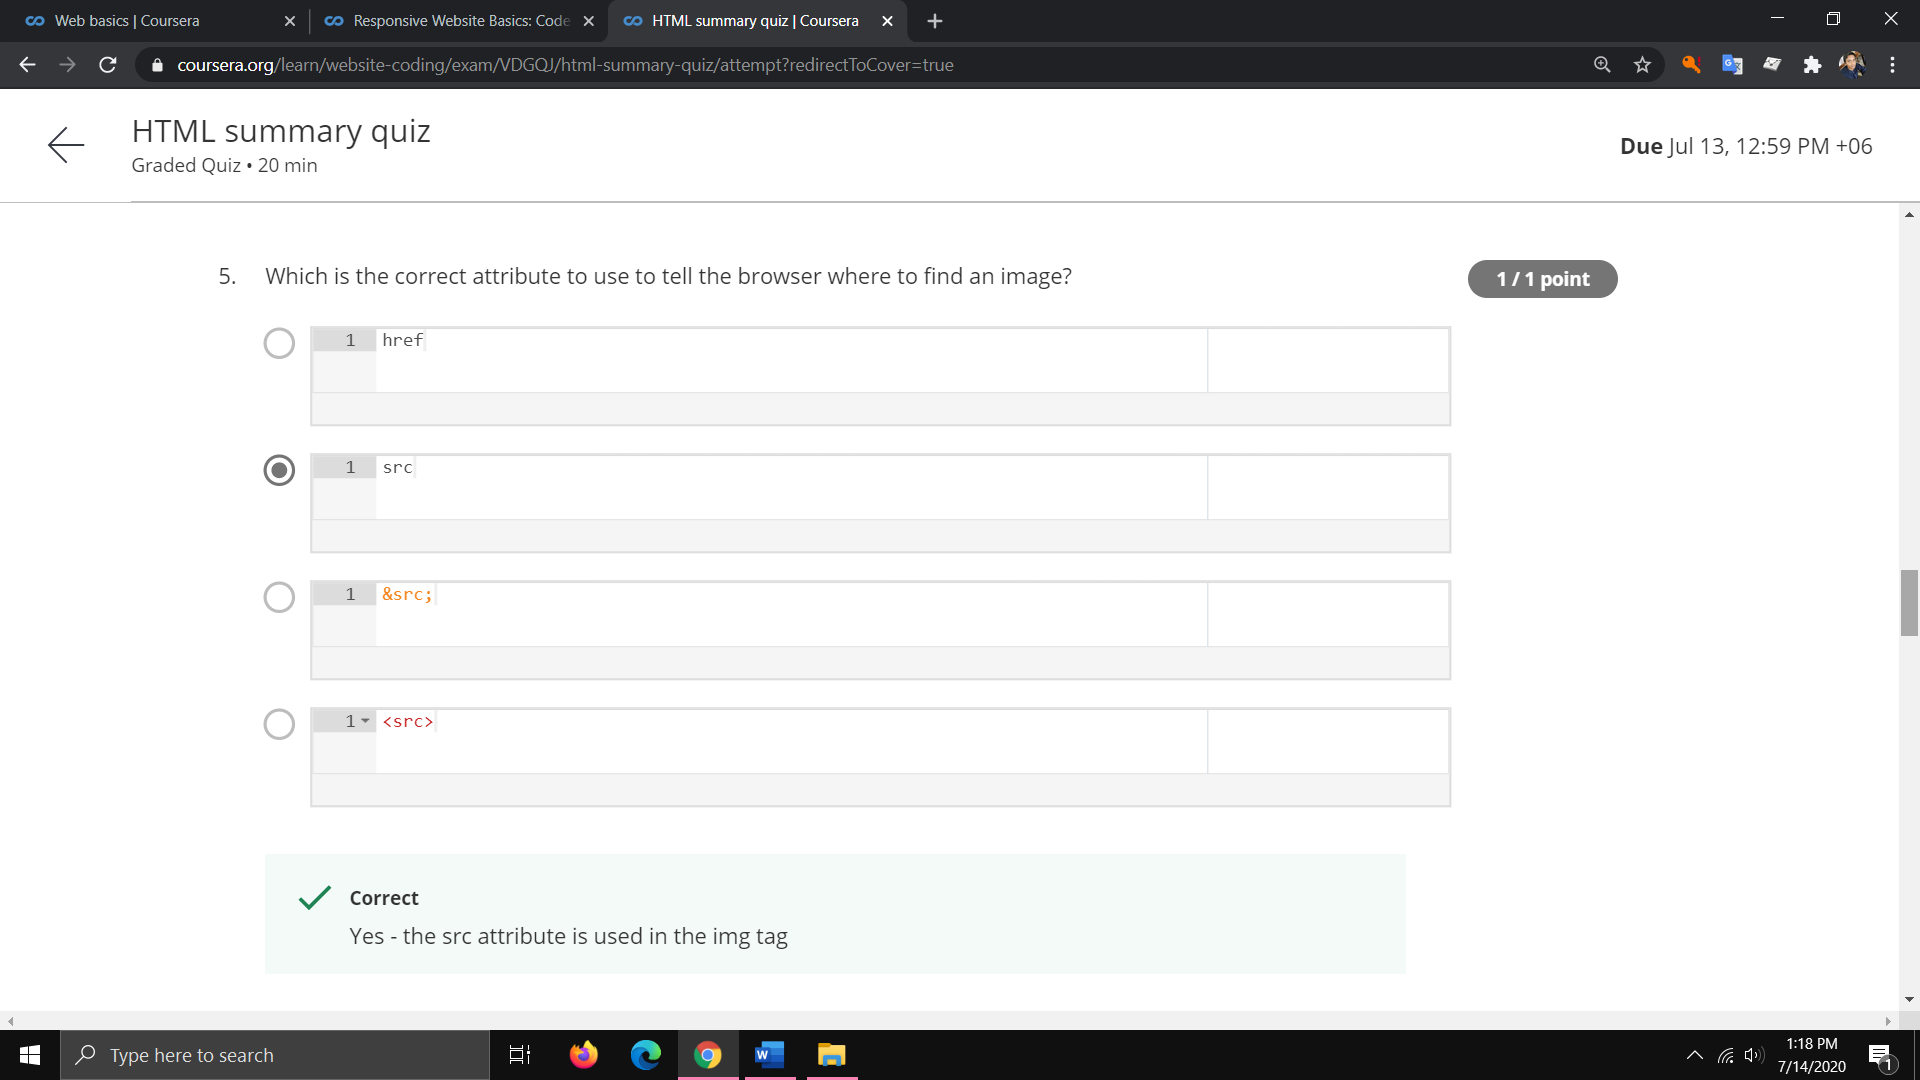 Web basics | Coursera
Responsive Website Basics: Code
HTML summary quiz | Coursera
coursera.org/learn/website-coding/exam/VDGQJ/html-summary-quiz/attempt?redirectToCover=true
HTML summary quiz
Graded Quiz • 20 min
Due Jul 13, 12:59 PM +06
5. Which is the correct attribute to use to tell the browser where to find an image?
1 / 1 point
1 href
1 src
1 &src;
1 <src>
Correct
Yes - the src attribute is used in the img tag
Type here to search
W
1:18 PM
7/14/2020
1